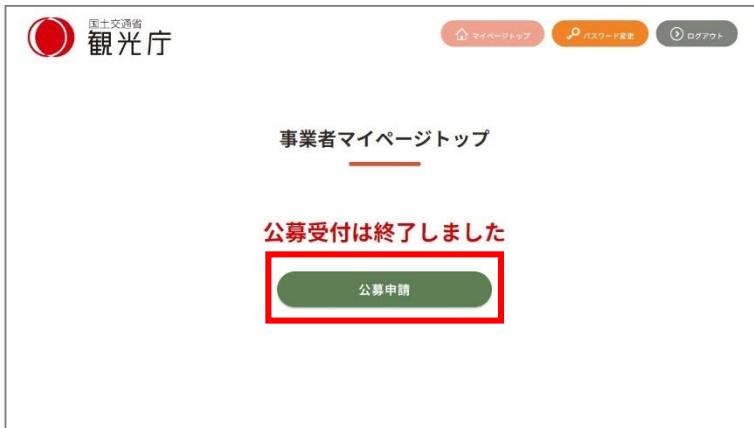 国土交通省
観光庁
マイページトップ
パスワード変更
ログアウト
事業者マイページトップ
公募受付は終了しました
公募申請